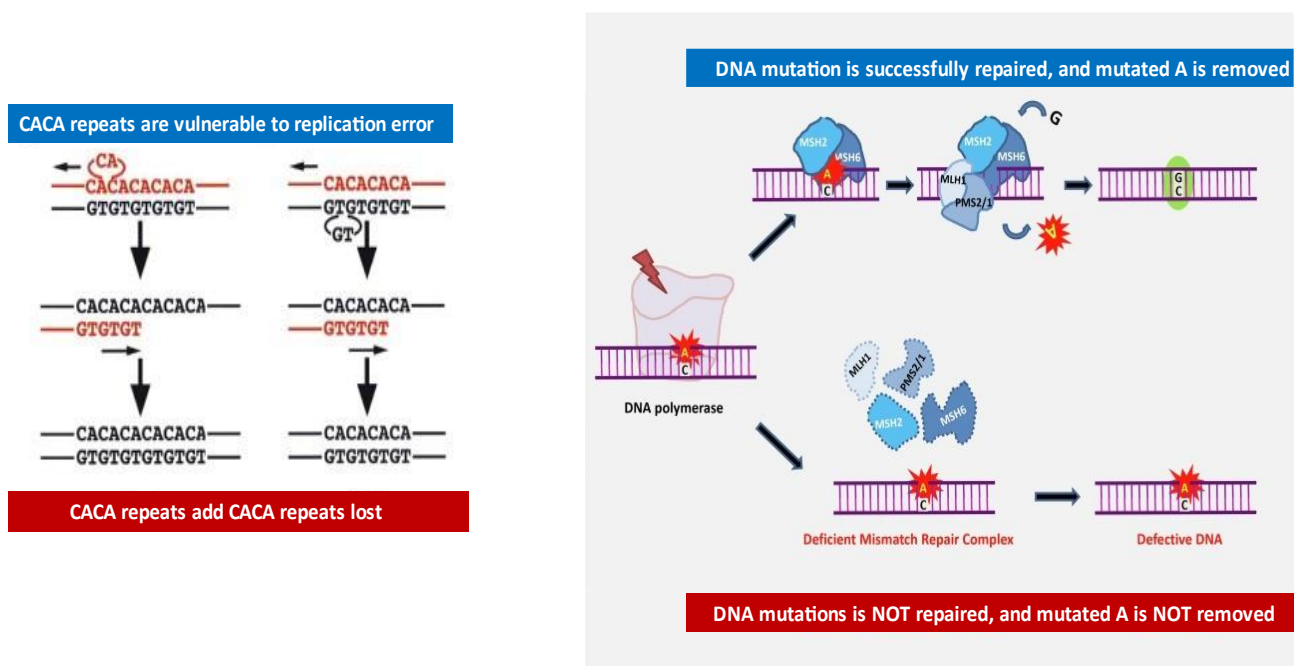 CACA repeats are vulnerable to replication error
CA
CACACACACA
GTGTGTGTGT
CACACACACACA
GTGTGT
CACACACACACA
GTGTGTGTGTGT
CACACACA
GTGTGTGT
GT
CACACACA
GTGTGT
CACACACA
GTGTGTGT
CACA repeats add CACA repeats lost
DNA mutation is successfully repaired, and mutated A is removed
MSH2
MSH6
A
C
G
MSH2
MSH6
MLH1
PMS2/1
A
G
C
A
C
DNA polymerase
MLH1
PMS2/1
MSH2
MSH6
A
C
Deficient Mismatch Repair Complex
A
C
Defective DNA
DNA mutations is NOT repaired, and mutated A is NOT removed